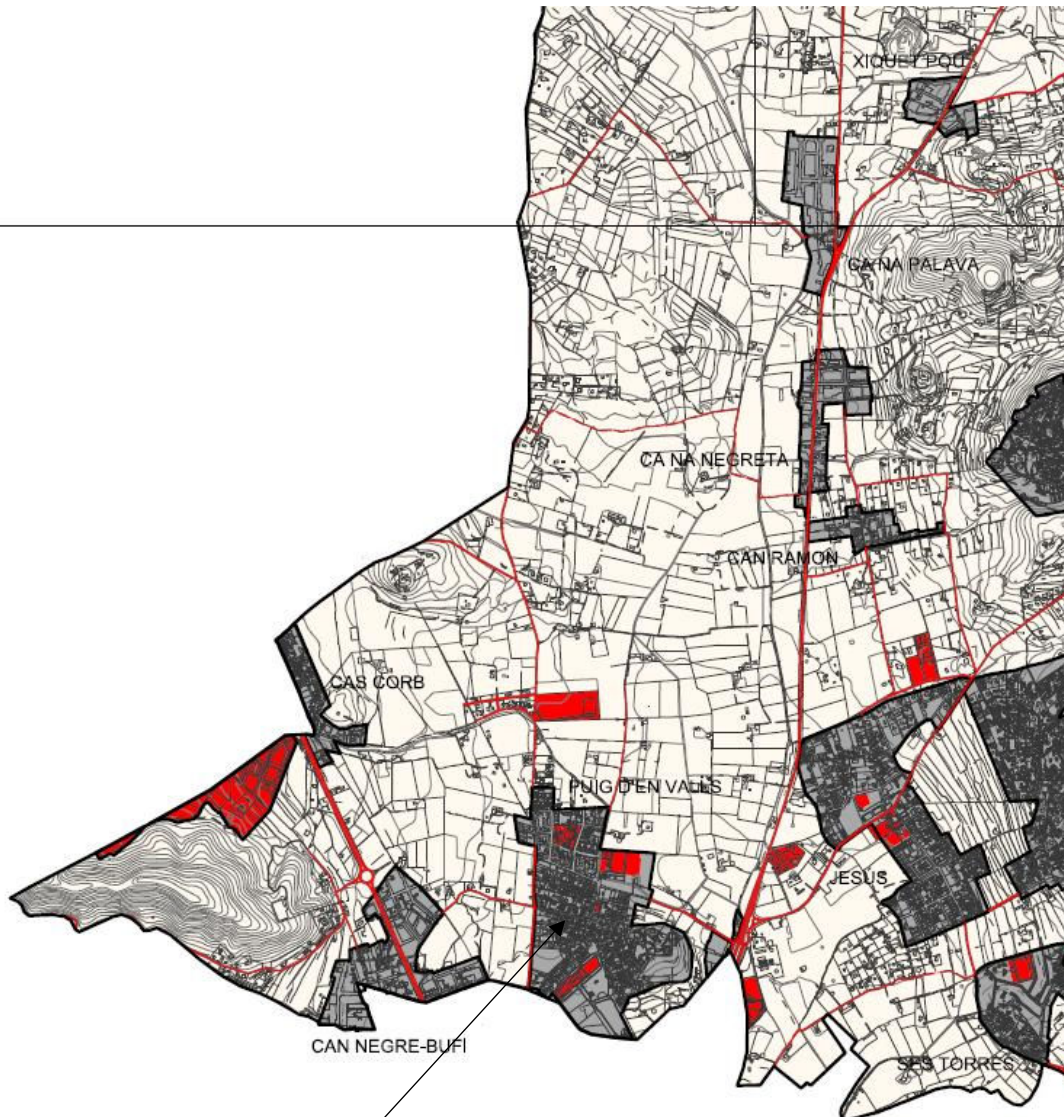 XIQUET POU
CA NA PALAVA
CA NA NEGRETA
CAN RAMON
CAS CORB
PUIG D'EN VALLS
JESUS
CAN NEGRE-BUFI
SES TORRES